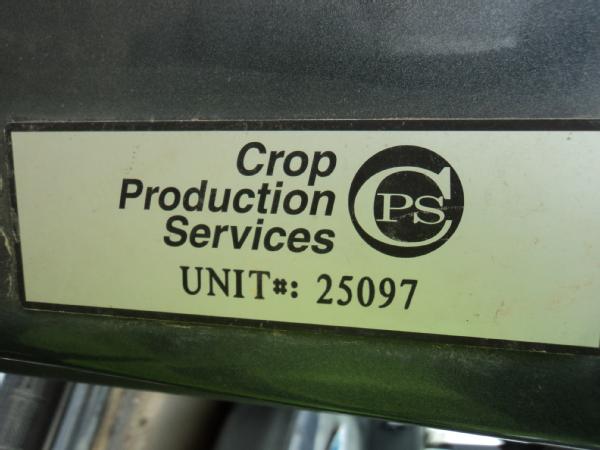 Crop
Production
Services
CPS
UNIT#: 25097